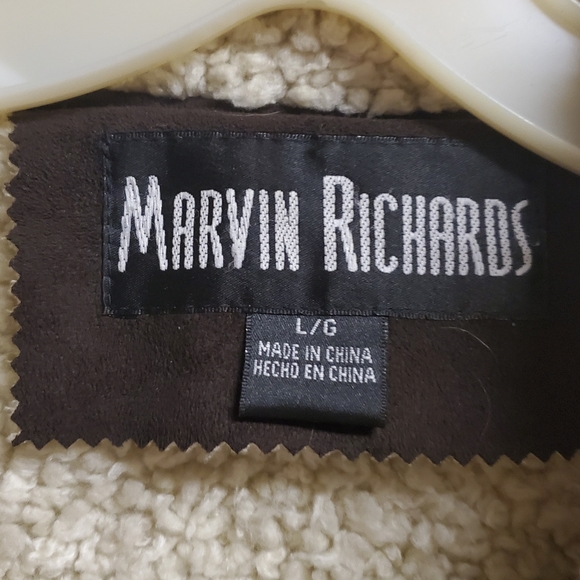 MARVIN RICHARDS
L/G
MADE IN CHINA
HECHO EN CHINA